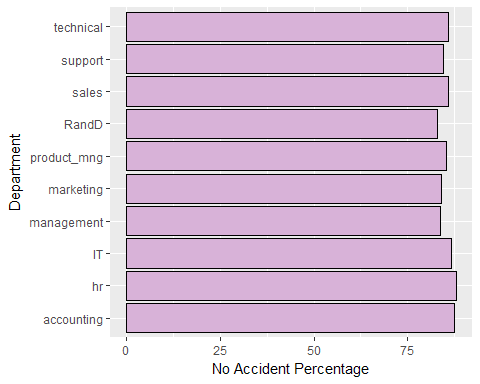 technical
support
sales
RandD
product_mng
marketing
management
IT
hr
accounting
Department
0 25 50 75
No Accident Percentage